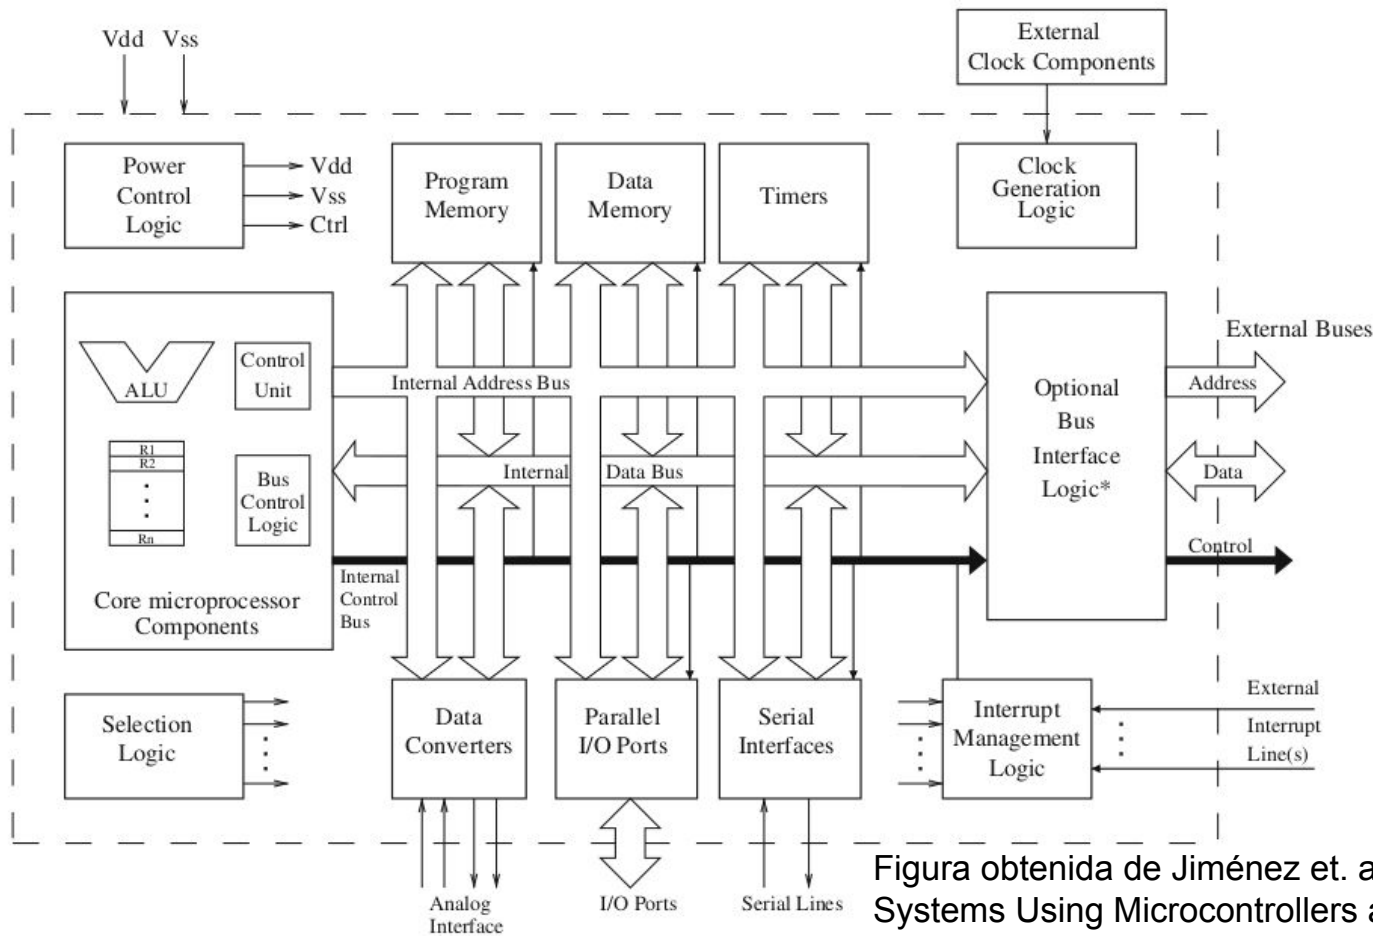 Vdd Vss
External
Clock Components
Power
Control
Logic
Vdd
Vss
Ctrl
Program
Memory
Data
Memory
Timers
Clock
Generation
Logic
ALU
Control
Unit
R1
R2
Rn
Bus
Control
Logic
Core microprocessor
Components
Internal Address Bus
Internal Data Bus
Internal
Control
Bus
Optional
Bus
Interface
Logic*
External Buses
Address
Data
Control
Selection
Logic
Data
Converters
Parallel
I/O Ports
Serial
Interfaces
Interrupt
Management
Logic
External
Interrupt
Line(s)
Analog
Interface
I/O Ports
Serial Lines
Figura obtenida de Jiménez et. a
Systems Using Microcontrollers a